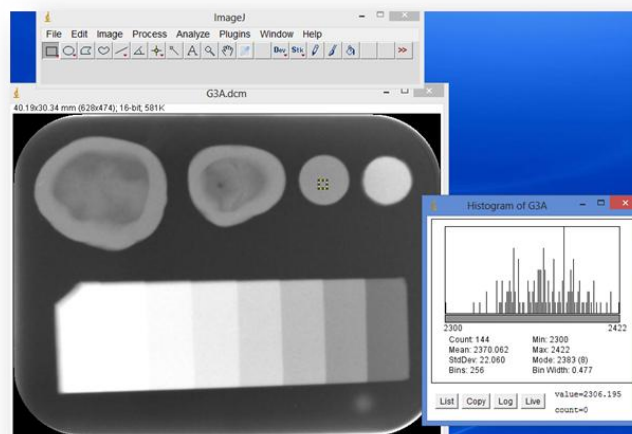 ImageJ
File Edit Image Process Analyze Plugins Window Help
A Dev Stk >>
G3A.dcm
40.19x30.34 mm (628x474); 16-bit; 581K
Histogram of G3A
2300 2422
Count: 144 Min: 2300
Mean: 2370.062 Max: 2422
StdDev: 22.060 Mode: 2383 (8)
Bins: 256 Bin Width: 0.477
List Copy Log Live value=2306.195
count=0